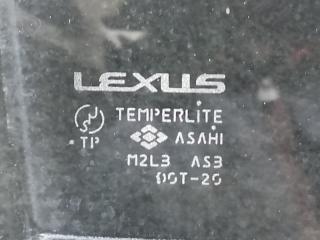 LEXUS
TEMPERLITE
TP ASAHI
M2L3 AS3
DOT-20